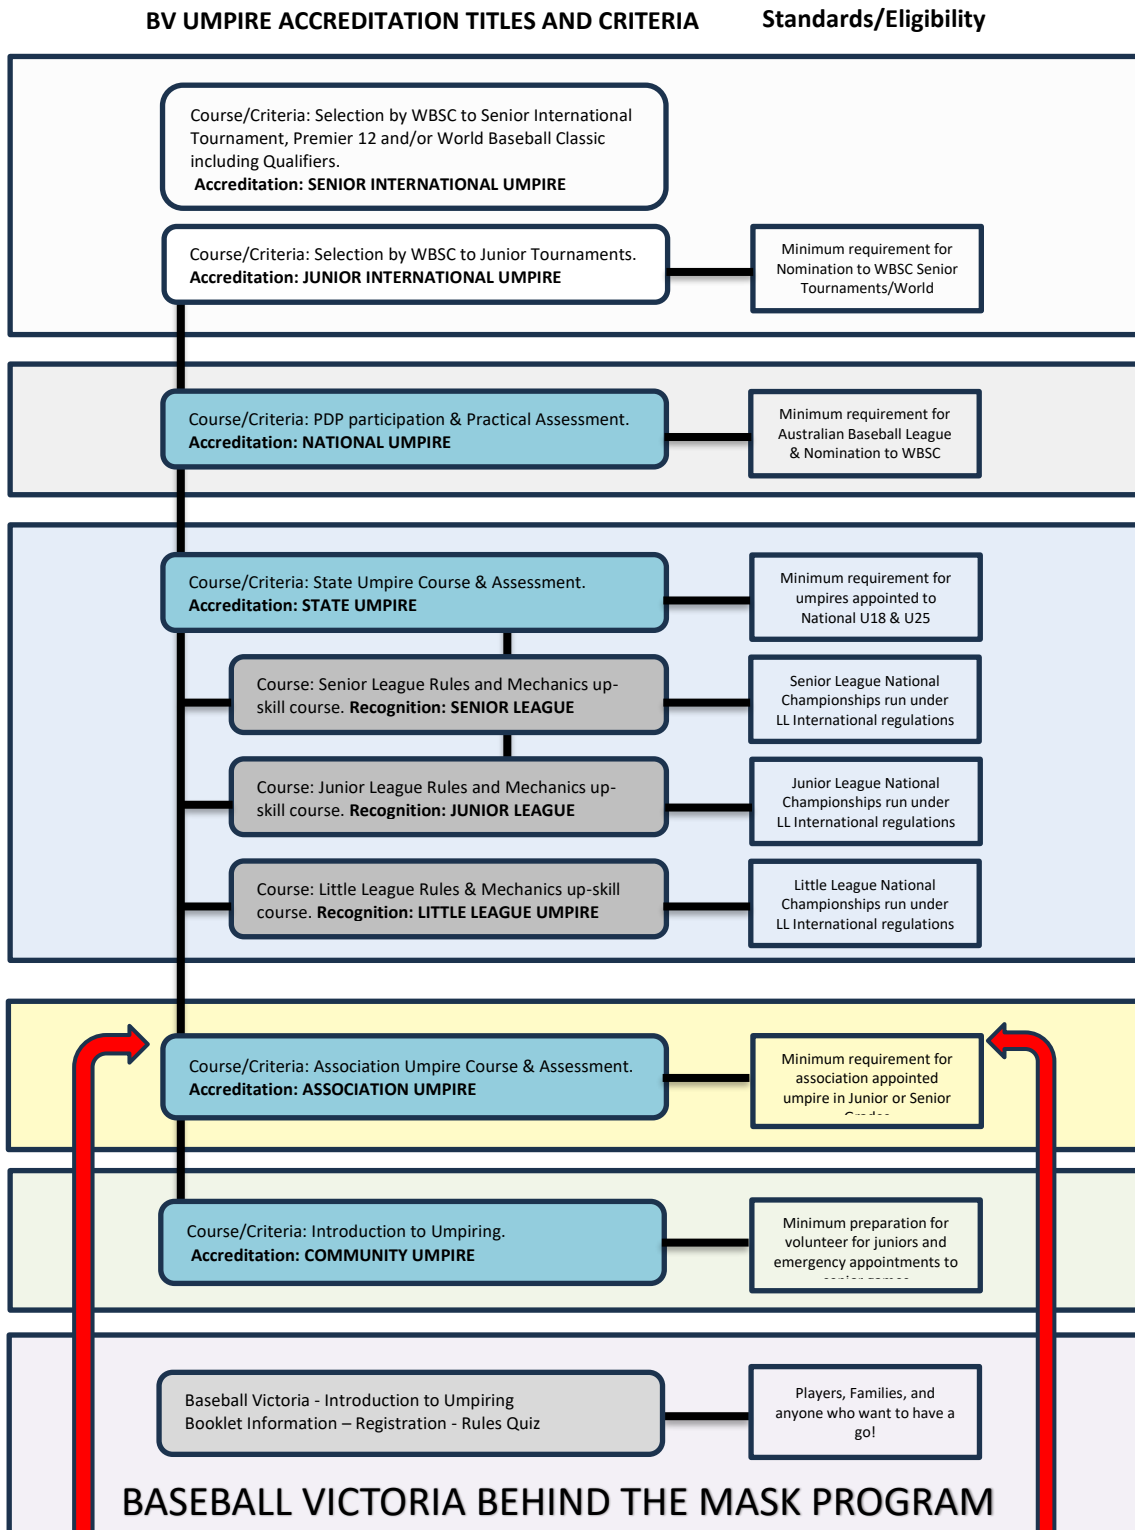 BV UMPIRE ACCREDITATION TITLES AND CRITERIA
Standards/Eligibility
Course/Criteria: Selection by WBSC to Senior International
Tournament, Premier 12 and/or World Baseball Classic
including Qualifiers.
Accreditation: SENIOR INTERNATIONAL UMPIRE
Course/Criteria: Selection by WBSC to Junior Tournaments.
Accreditation: JUNIOR INTERNATIONAL UMPIRE
Minimum requirement for
Nomination to WBSC Senior
Tournaments/World
Course/Criteria: PDP participation & Practical Assessment.
Accreditation: NATIONAL UMPIRE
Minimum requirement for
Australian Baseball League
& Nomination to WBSC
Course/Criteria: State Umpire Course & Assessment.
Accreditation: STATE UMPIRE
Minimum requirement for
umpires appointed to
National U18 & U25
Course: Senior League Rules and Mechanics up-
skill course. Recognition: SENIOR LEAGUE
Senior League National
Championships run under
LL International regulations
Course: Junior League Rules and Mechanics up-
skill course. Recognition: JUNIOR LEAGUE
Junior League National
Championships run under
LL International regulations
Course: Little League Rules & Mechanics up-skill
course. Recognition: LITTLE LEAGUE UMPIRE
Little League National
Championships run under
LL International regulations
Course/Criteria: Association Umpire Course & Assessment.
Accreditation: ASSOCIATION UMPIRE
Minimum requirement for
association appointed
umpire in Junior or Senior
Course/Criteria: Introduction to Umpiring.
Accreditation: COMMUNITY UMPIRE
Minimum preparation for
volunteer for juniors and
emergency appointments to
Baseball Victoria - Introduction to Umpiring
Booklet Information – Registration - Rules Quiz
Players, Families, and
anyone who want to have a
go!
BASEBALL VICTORIA BEHIND THE MASK PROGRAM